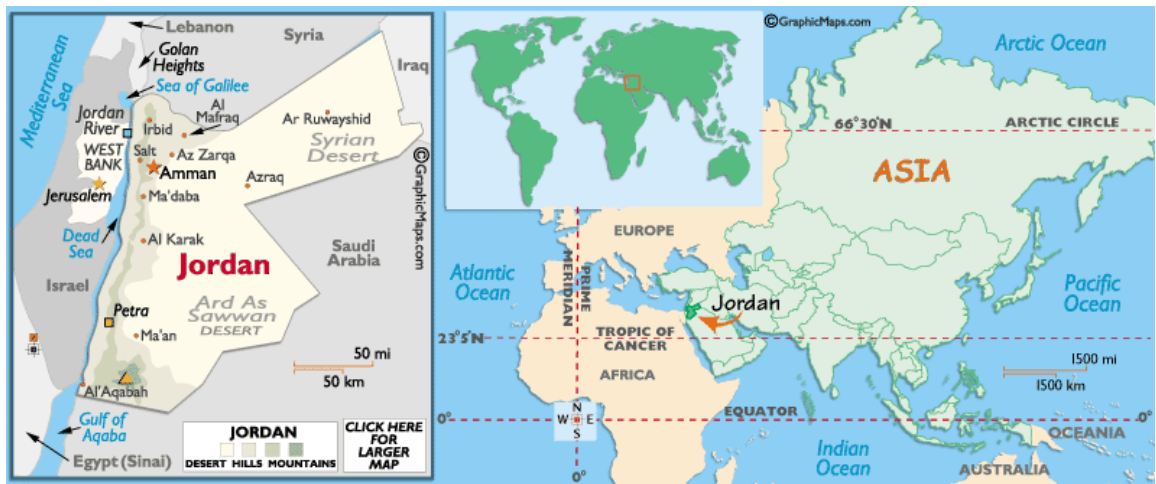 Lebanon
Syria
Golan
Heights
Iraq
Mediterranean
Sea
Sea of Galilee
Al
Mafraq
Jordan
River
Irbid
Ar Ruwayshid
Syrian
Desert
WEST
BANK
Salt
Az Zarqa
Amman
Azraq
Jerusalem
Ma'daba
Dead
Sea
Al Karak
Saudi
Arabia
Jordan
Israel
Ard As
Sawwan
DESERT
Petra
Ma'an
50 mi
50 km
Al'Aqabah
Gulf of
Aqaba
Egypt (Sinai)
JORDAN
DESERT HILLS MOUNTAINS
CLICK HERE
FOR
LARGER
MAP
©GraphicMaps.com
©GraphicMaps.com
Arctic Ocean
66°30'N
ARCTIC CIRCLE
ASIA
EUROPE
Atlantic
Ocean
PRIME
MERIDIAN
Pacific
Ocean
Jordan
TROPIC OF
CANCER
23°5'N
AFRICA
1500 mi
1500 km
N
W E
S
0°
EQUATOR
0°
OCEANIA
Indian
Ocean
AUSTRALIA
0°